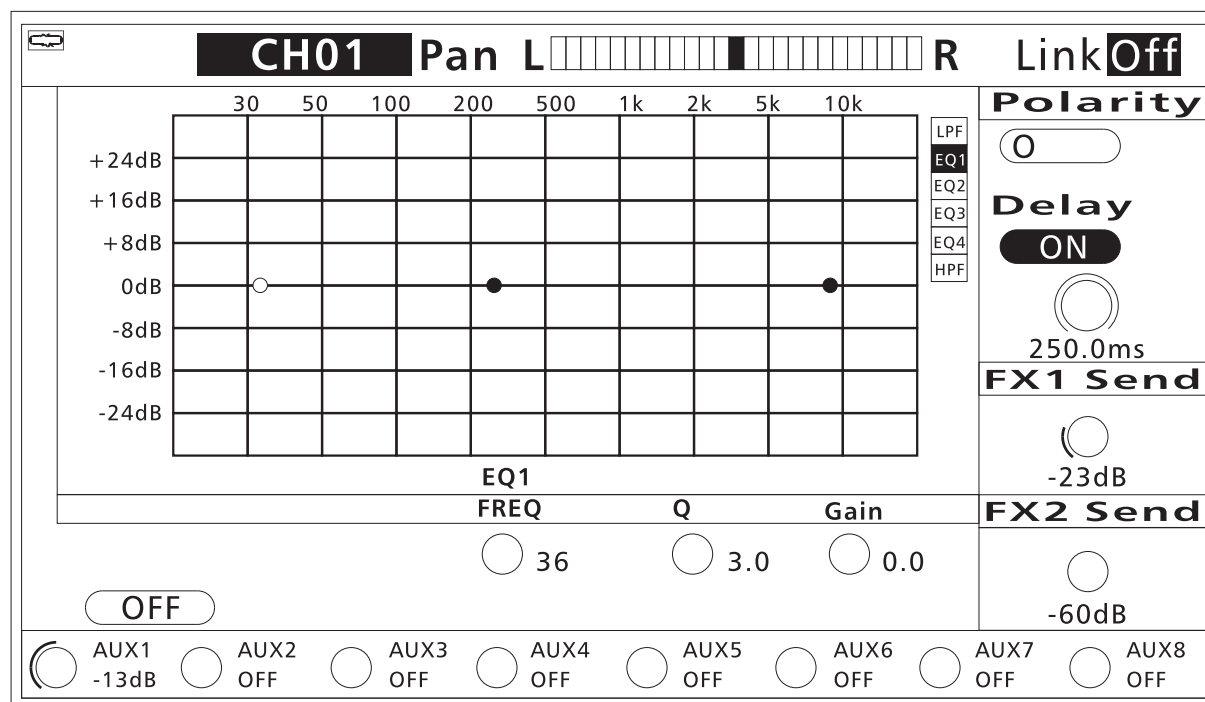 CH01 Pan L R Link Off
30 50 100 200 500 1k 2k 5k 10k
+24dB
+16dB
+8dB
0dB
-8dB
-16dB
-24dB
LPF
EQ1
EQ2
EQ3
EQ4
HPF
EQ1
FREQ Q Gain
36 3.0 0.0
OFF
Polarity
O
Delay
ON
250.0ms
FX1 Send
-23dB
FX2 Send
-60dB
AUX1 AUX2 AUX3 AUX4 AUX5 AUX6 AUX7 AUX8
-13dB OFF OFF OFF OFF OFF OFF OFF